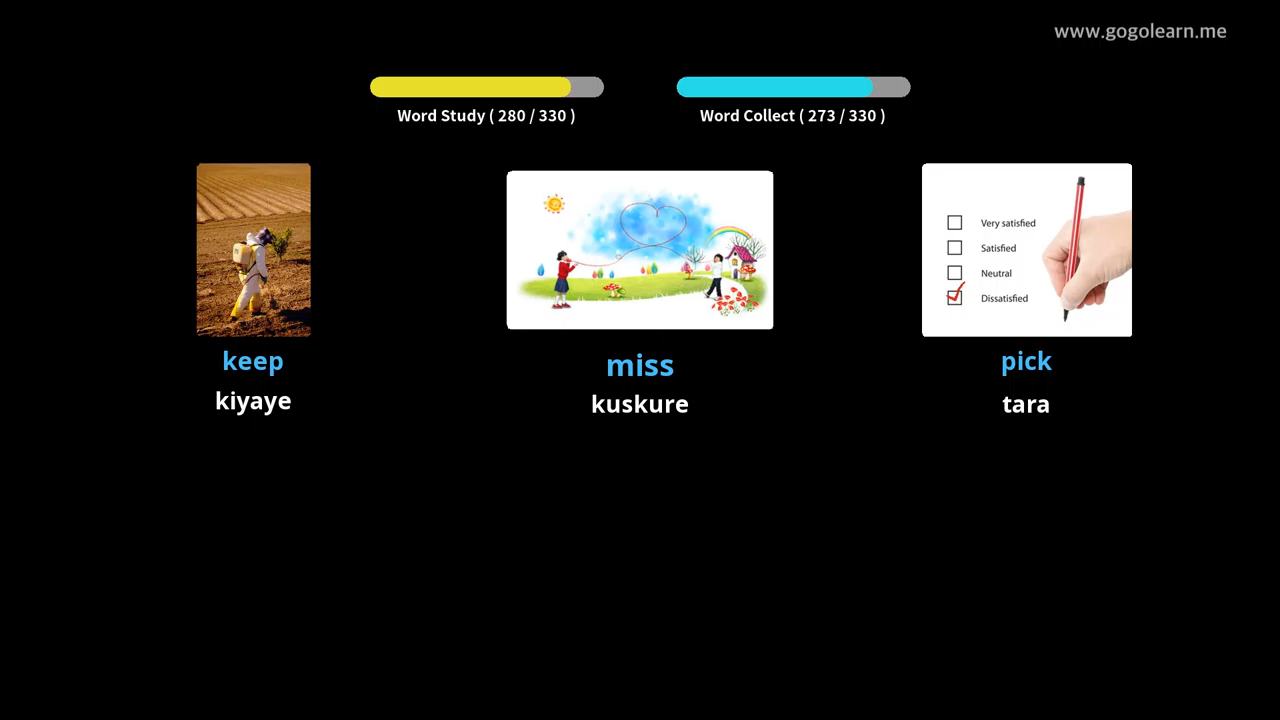 www.gogolearn.me
Word Study ( 280 / 330 )
Word Collect ( 273 / 330 )
Very satisfied
Satisfied
Neutral
Dissatisfied
keep
miss
pick
kiyaye
kuskure
tara